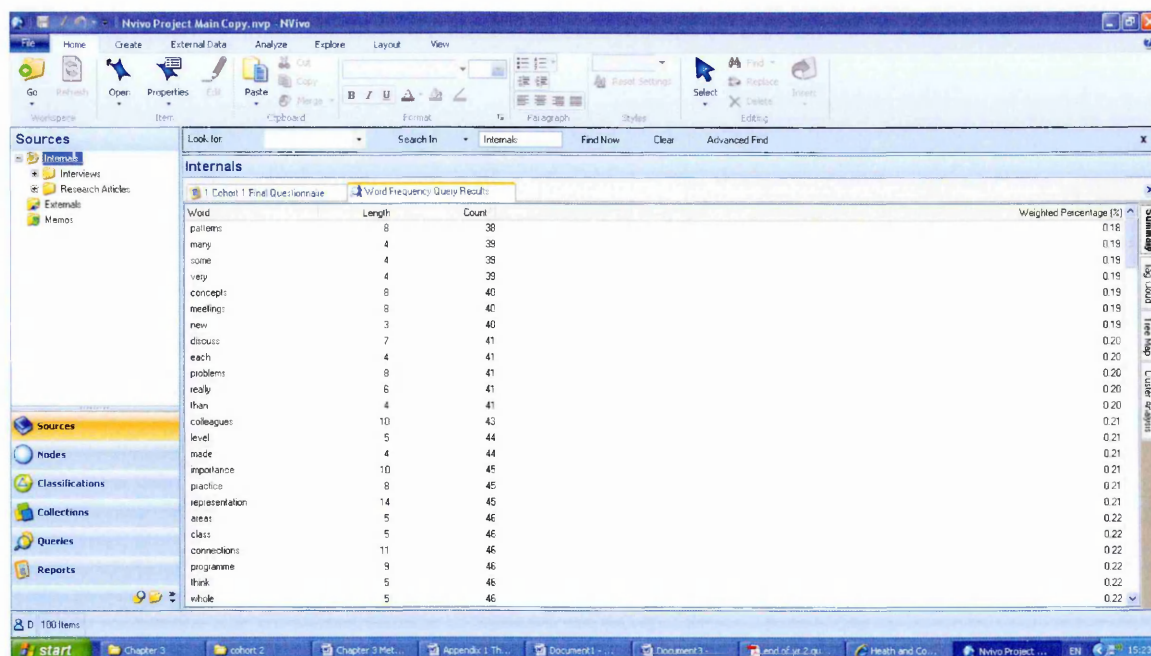 Nvivo Project Main Copy.nvp - NVivo
File Home Create External Data Analyze Explore Layout View
Go Refresh Open Properties Edit Paste Cut Copy Merge B I U Reset Settings Select Find Replace Delete Insert
Workspace Item Clipboard Format Paragraph Styles Editing
Sources
Internals
Interviews
Research Articles
Externals
Memos
Sources
Nodes
Classifications
Collections
Queries
Reports
Look for Search In Internals Find Now Clear Advanced Find X
Internals
1 Cohort 1 Final Questionnaire Word Frequency Query Results
Word Length Count Weighted Percentage (%)
patterns 8 38 0.18
many 4 39 0.19
some 4 39 0.19
very 4 39 0.19
concepts 8 40 0.19
meetings 8 40 0.19
new 3 40 0.19
discuss 7 41 0.20
each 4 41 0.20
problems 8 41 0.20
really 6 41 0.20
than 4 41 0.20
colleagues 10 43 0.21
level 5 44 0.21
made 4 44 0.21
importance 10 45 0.21
practice 8 45 0.21
representation 14 45 0.21
areas 5 46 0.22
class 5 46 0.22
connections 11 46 0.22
programme 9 46 0.22
think 5 46 0.22
whole 5 46 0.22
Summary
Tag Cloud
Tree Map
Cluster Analysis
D 100 Items
start Chapter 3 cohort 2 Chapter 3 Met... Appendix 1 Th... Document1 - ... Document3 - ... end.of.yr.2.qu... Heath and Co... Nvivo Project ... EN 15:23